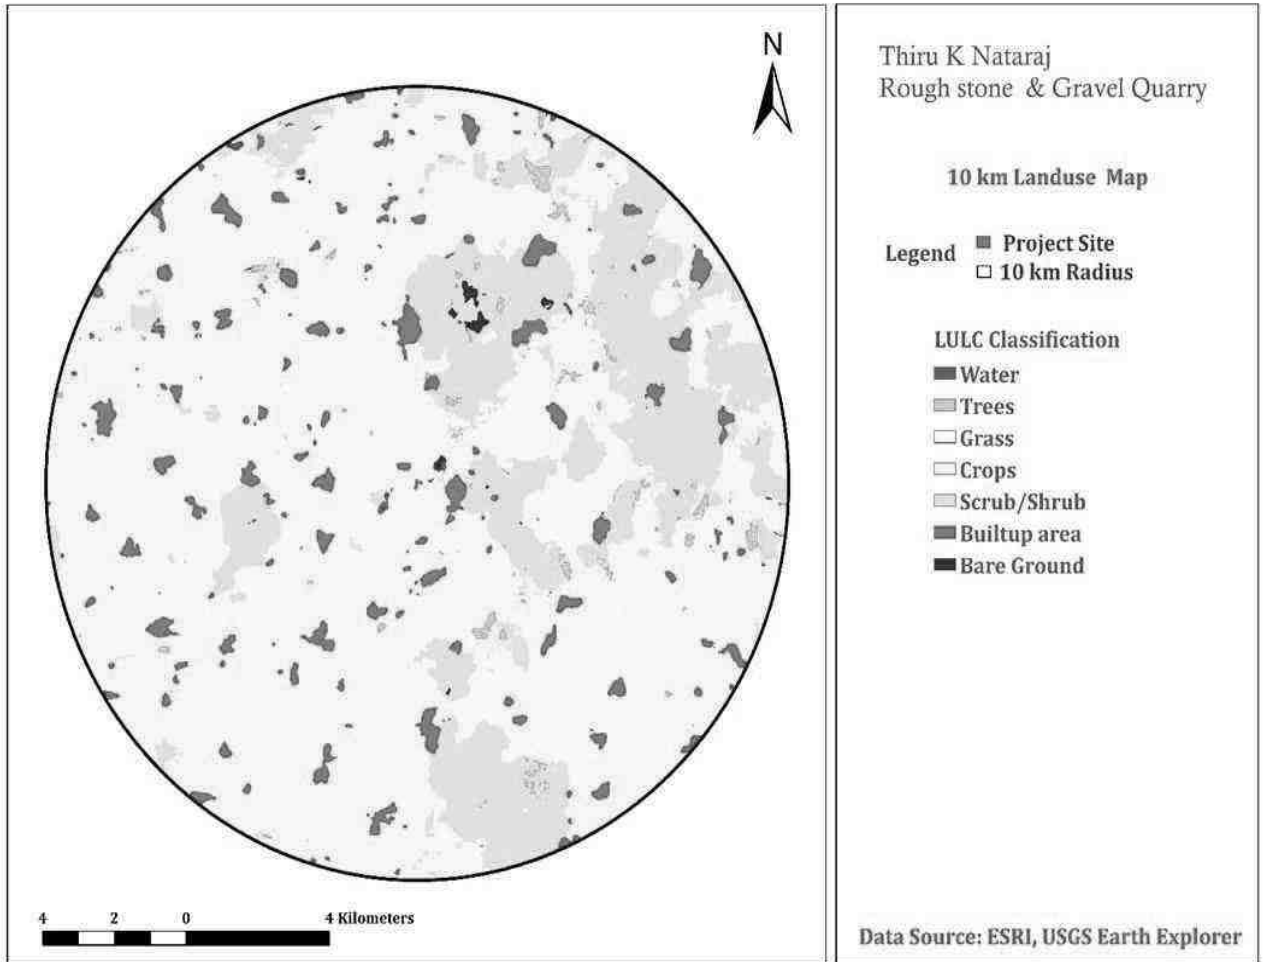 N
Thiru K Nataraj
Rough stone & Gravel Quarry
10 km Landuse Map
Legend
Project Site
10 km Radius
LULC Classification
Water
Trees
Grass
Crops
Scrub/Shrub
Builtup area
Bare Ground
4 2 0 4 Kilometers
Data Source: ESRI, USGS Earth Explorer